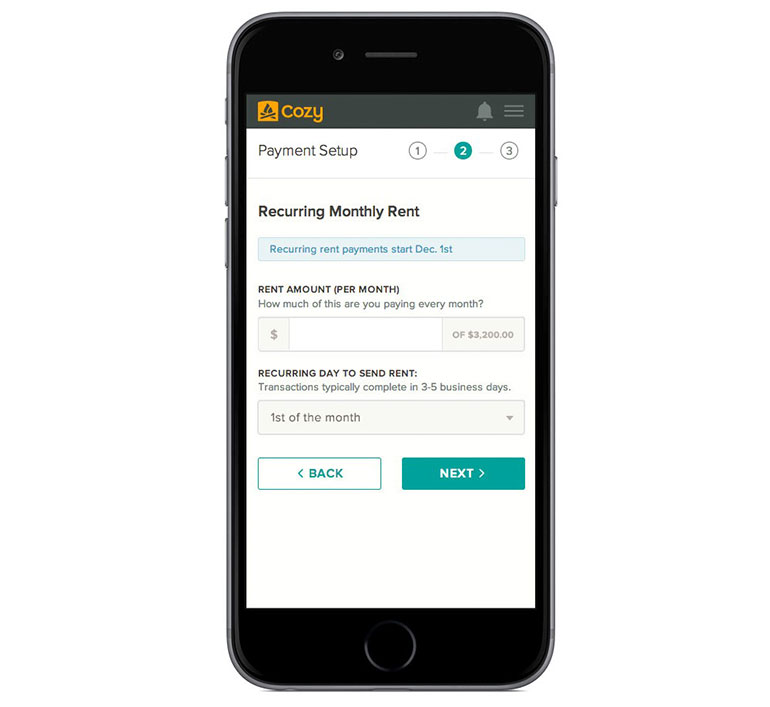 Cozy
Payment Setup 1 2 3
Recurring Monthly Rent
Recurring rent payments start Dec. 1st
RENT AMOUNT (PER MONTH)
How much of this are you paying every month?
$ OF $3,200.00
RECURRING DAY TO SEND RENT:
Transactions typically complete in 3-5 business days.
1st of the month
< BACK NEXT >